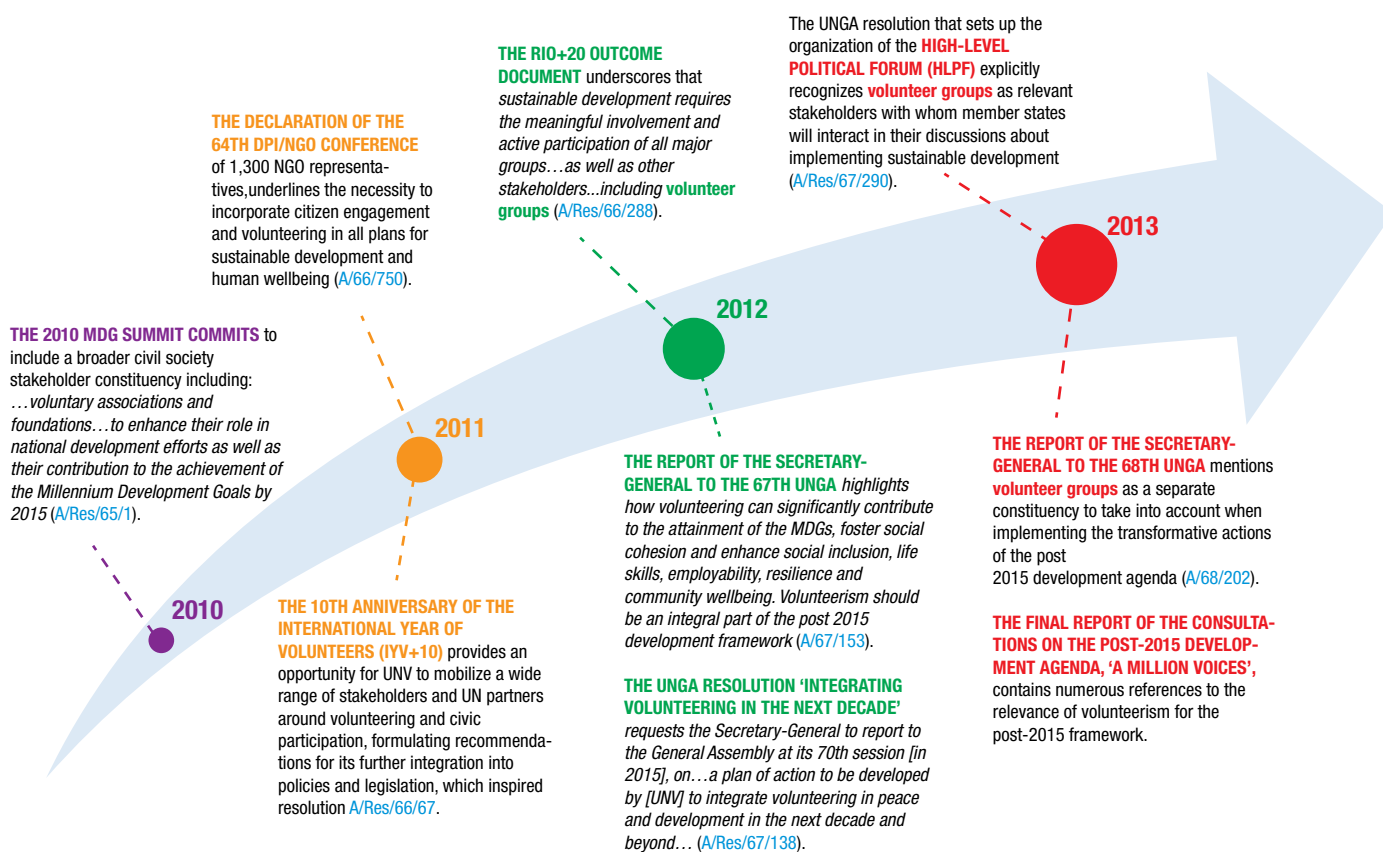 THE 2010 MDG SUMMIT COMMITS to
include a broader civil society
stakeholder constituency including:
…voluntary associations and
foundations…to enhance their role in
national development efforts as well as
their contribution to the achievement of
the Millennium Development Goals by
2015 (A/Res/65/1).
2010
THE DECLARATION OF THE
64TH DPI/NGO CONFERENCE
of 1,300 NGO representa-
tives,underlines the necessity to
incorporate citizen engagement
and volunteering in all plans for
sustainable development and
human wellbeing (A/66/750).
2011
THE 10TH ANNIVERSARY OF THE
INTERNATIONAL YEAR OF
VOLUNTEERS (IYV+10) provides an
opportunity for UNV to mobilize a wide
range of stakeholders and UN partners
around volunteering and civic
participation, formulating recommenda-
tions for its further integration into
policies and legislation, which inspired
resolution A/Res/66/67.
THE RIO+20 OUTCOME
DOCUMENT underscores that
sustainable development requires
the meaningful involvement and
active participation of all major
groups…as well as other
stakeholders...including volunteer
groups (A/Res/66/288).
2012
THE REPORT OF THE SECRETARY-
GENERAL TO THE 67TH UNGA highlights
how volunteering can significantly contribute
to the attainment of the MDGs, foster social
cohesion and enhance social inclusion, life
skills, employability, resilience and
community wellbeing. Volunteerism should
be an integral part of the post 2015
development framework (A/67/153).
THE UNGA RESOLUTION ‘INTEGRATING
VOLUNTEERING IN THE NEXT DECADE’
requests the Secretary-General to report to
the General Assembly at its 70th session [in
2015], on…a plan of action to be developed
by [UNV] to integrate volunteering in peace
and development in the next decade and
beyond… (A/Res/67/138).
The UNGA resolution that sets up the
organization of the HIGH-LEVEL
POLITICAL FORUM (HLPF) explicitly
recognizes volunteer groups as relevant
stakeholders with whom member states
will interact in their discussions about
implementing sustainable development
(A/Res/67/290).
2013
THE REPORT OF THE SECRETARY-
GENERAL TO THE 68TH UNGA mentions
volunteer groups as a separate
constituency to take into account when
implementing the transformative actions
of the post
2015 development agenda (A/68/202).
THE FINAL REPORT OF THE CONSULTA-
TIONS ON THE POST-2015 DEVELOP-
MENT AGENDA, ‘A MILLION VOICES’,
contains numerous references to the
relevance of volunteerism for the
post-2015 framework.